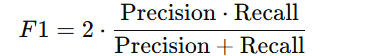 F1 = 2 · Precision · Recall / Precision + Recall